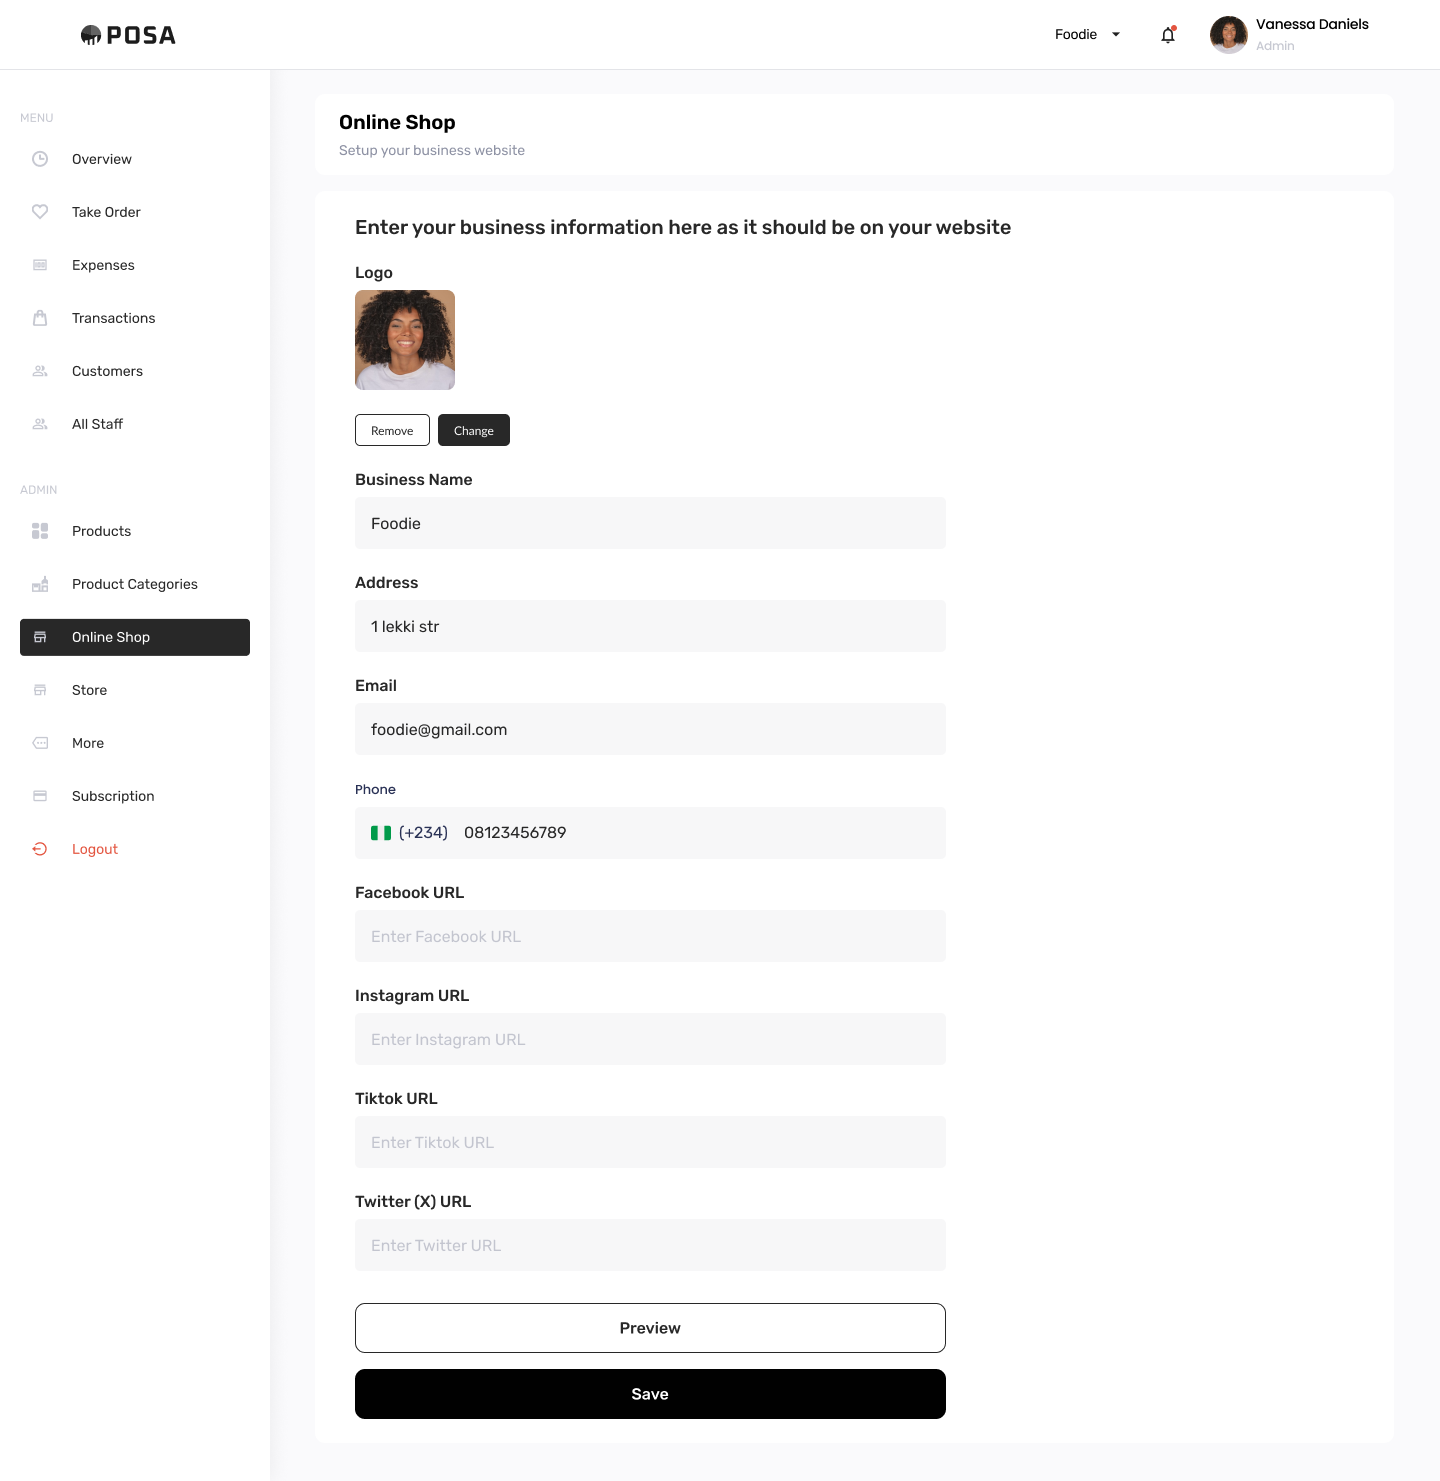 POSA
Foodie
Vanessa Daniels
Admin
MENU
Overview
Take Order
Expenses
Transactions
Customers
All Staff
ADMIN
Products
Product Categories
Online Shop
Store
More
Subscription
Logout
Online Shop
Setup your business website
Enter your business information here as it should be on your website
Logo
Remove
Change
Business Name
Foodie
Address
1 lekki str
Email
foodie@gmail.com
Phone
(+234) 08123456789
Facebook URL
Enter Facebook URL
Instagram URL
Enter Instagram URL
Tiktok URL
Enter Tiktok URL
Twitter (X) URL
Enter Twitter URL
Preview
Save